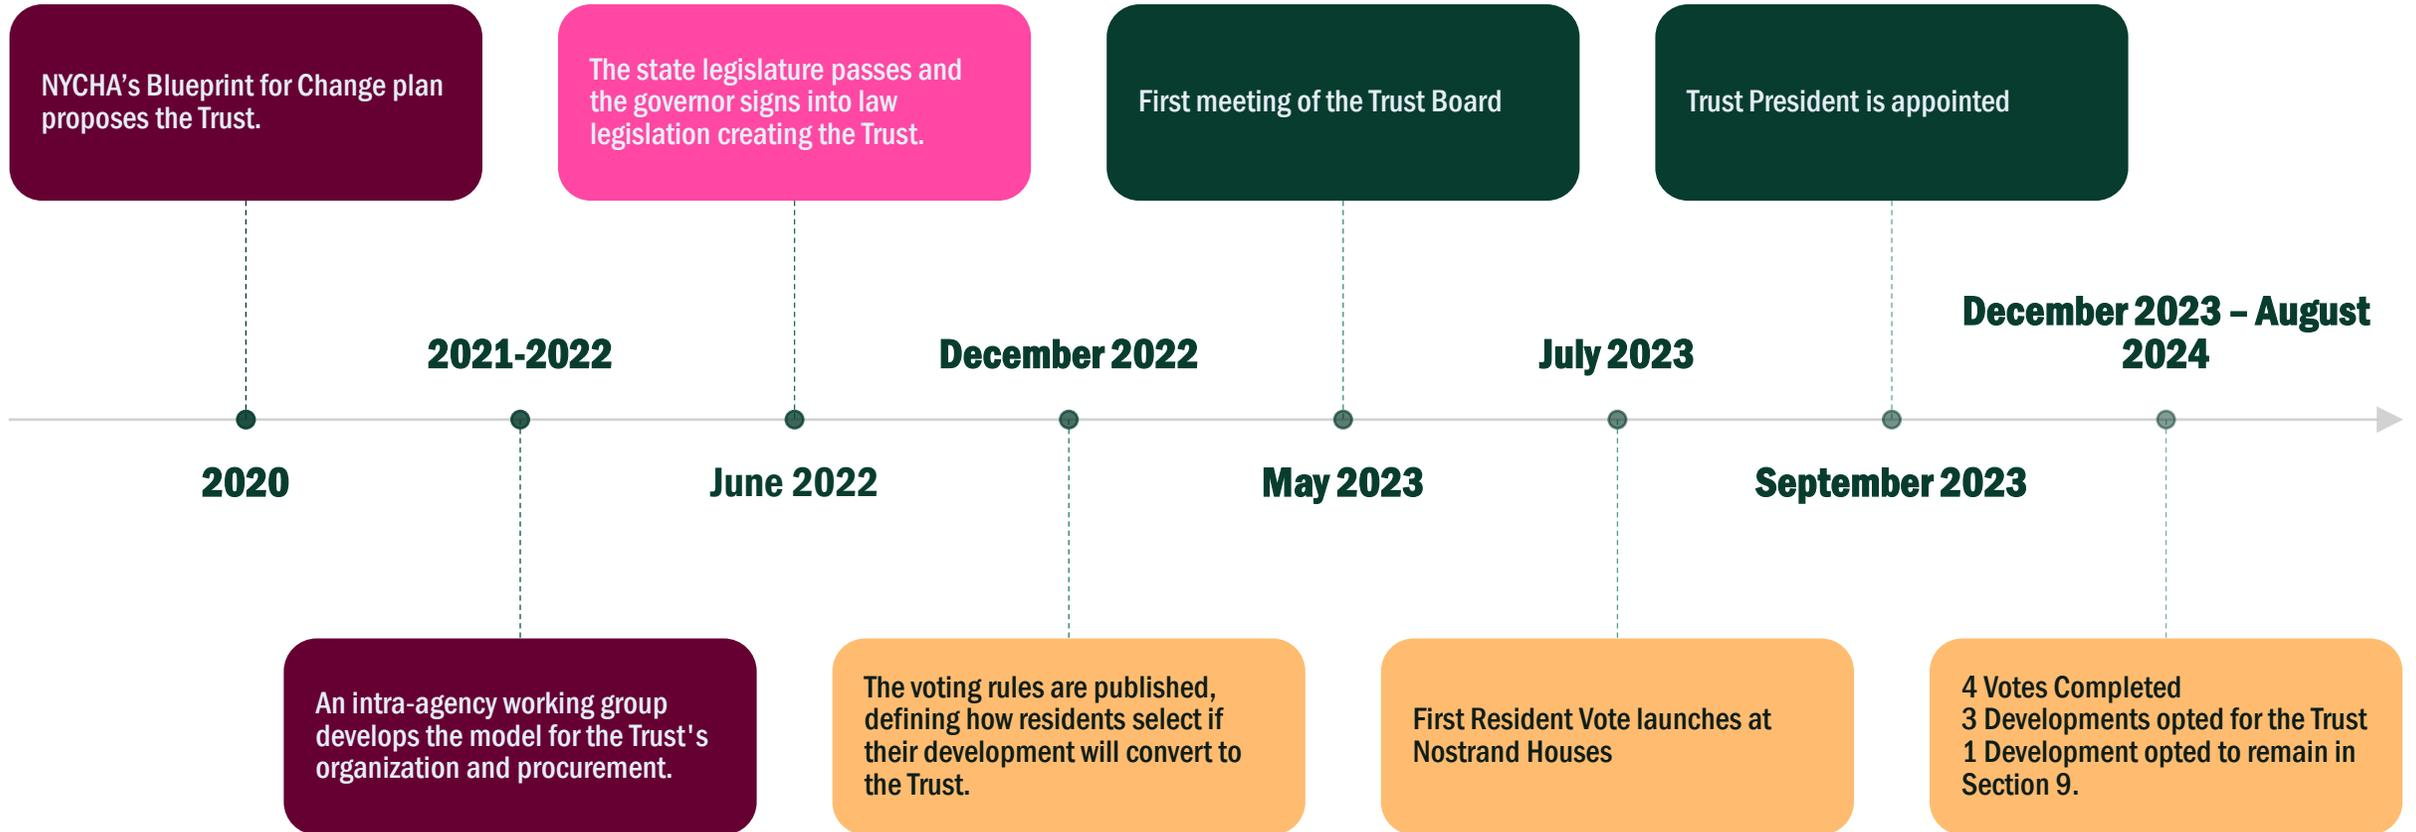 NYCHA’s Blueprint for Change plan
proposes the Trust.
The state legislature passes and
the governor signs into law
legislation creating the Trust.
First meeting of the Trust Board
Trust President is appointed
2021-2022
December 2022
July 2023
December 2023 – August
2024
2020
June 2022
May 2023
September 2023
An intra-agency working group
develops the model for the Trust's
organization and procurement.
The voting rules are published,
defining how residents select if
their development will convert to
the Trust.
First Resident Vote launches at
Nostrand Houses
4 Votes Completed
3 Developments opted for the Trust
1 Development opted to remain in
Section 9.